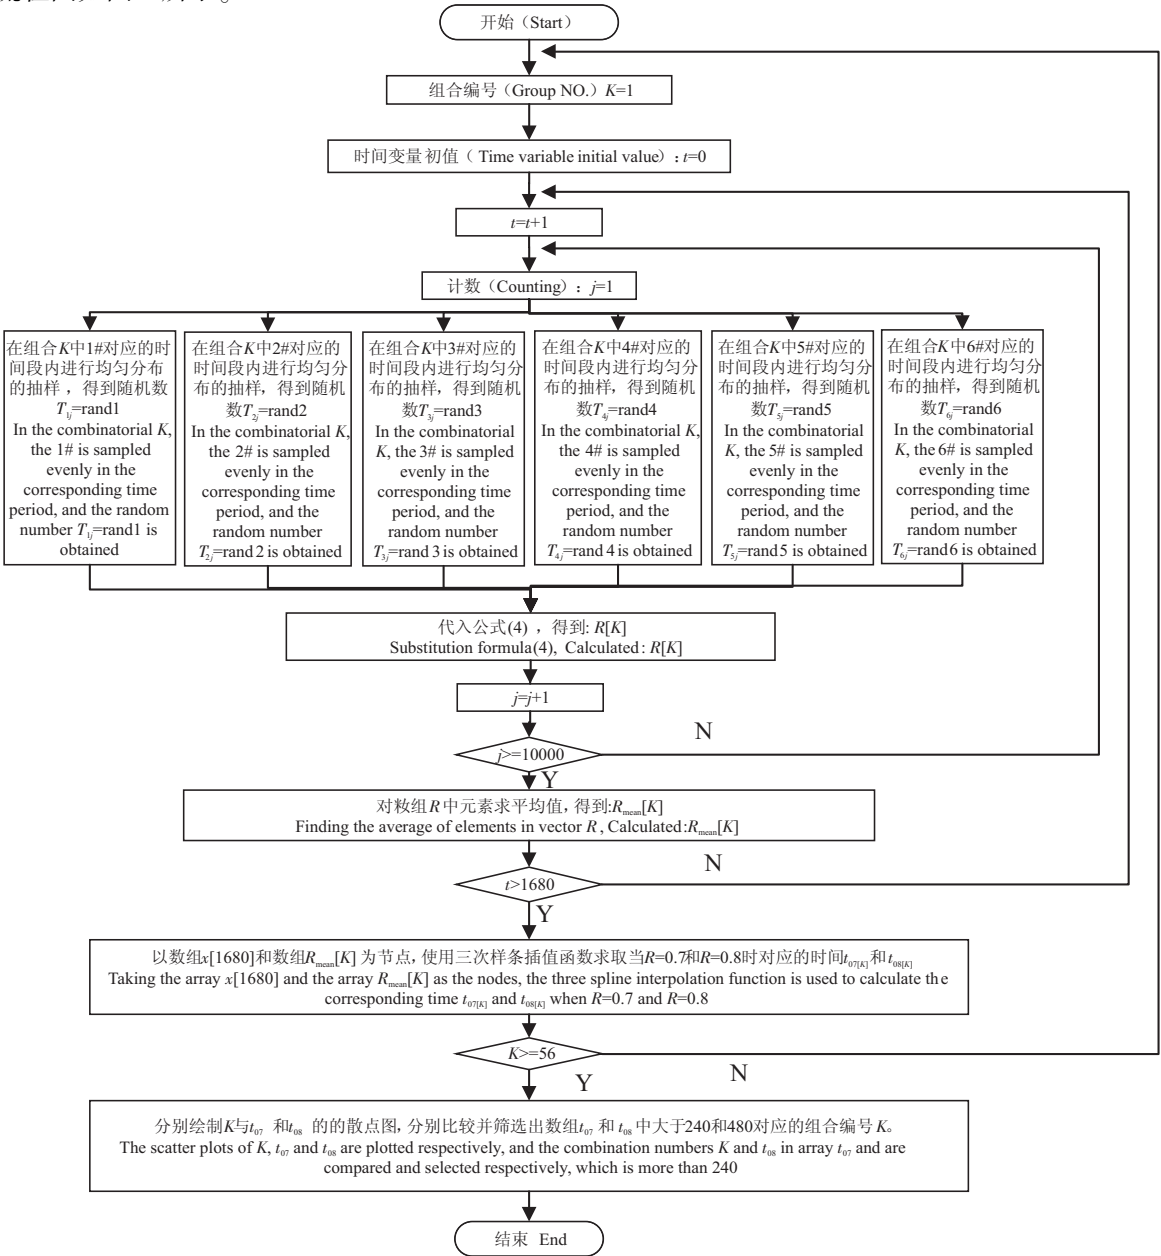 开始（Start）
组合编号（Group NO.）K=1
时间变量初值（ Time variable initial value）：t=0
t=t+1
计数（Counting）：j=1
在组合K中1#对应的时
间段内进行均匀分布
的抽样，得到随机数
T1j=rand1
In the combinatorial K,
the 1# is sampled
evenly in the
corresponding time
period, and the random
number T1j=rand1 is
obtained
在组合K中2#对应的
时间段内进行均匀分
布的抽样，得到随机
数T2j=rand2
In the combinatorial K,
the 2# is sampled
evenly in the
corresponding time
period, and the
random number
T2j=rand 2 is obtained
在组合K中3#对应的
时间段内进行均匀分
布的抽样，得到随机
数T3j=rand3
In the combinatorial
K, the 3# is sampled
evenly in the
corresponding time
period, and the
random number
T3j=rand 3 is obtained
在组合K中4#对应的
时间段内进行均匀分
布的抽样，得到随机
数T4j=rand4
In the combinatorial K,
the 4# is sampled
evenly in the
corresponding time
period, and the
random number
T4j=rand 4 is obtained
在组合K中5#对应的
时间段内进行均匀分
布的抽样，得到随机
数T5j=rand5
In the combinatorial
K, the 5# is sampled
evenly in the
corresponding time
period, and the
random number
T5j=rand5 is obtained
在组合K中6#对应的
时间段内进行均匀分
布的抽样，得到随机
数T6j=rand6
In the combinatorial
K, the 6# is sampled
evenly in the
corresponding time
period, and the
random number
T6j=rand6 is obtained
代入公式(4) ，得到: R[K]
Substitution formula(4), Calculated: R[K]
j=j+1
j>=10000
N
Y
对籹组R中元素求平均值，得到:Rmean[K]
Finding the average of elements in vector R, Calculated:Rmean[K]
t>1680
N
Y
以数组x[1680]和数组Rmean[K] 为节点，使用三次样条插值函数求取当R=0.7和R=0.8时对应的时间t07[K] 和 t08[K]
Taking the array x[1680] and the array Rmean[K] as the nodes, the three spline interpolation function is used to calculate the
corresponding time t07[K] and t08[K] when R=0.7 and R=0.8
K>=56
N
Y
分别绘制K与t07 和t08 的的散点图，分别比较并筛选出数组t07 和 t08 中大于240和480对应的组合编号K。
The scatter plots of K, t07 and t08 are plotted respectively, and the combination numbers K and t08 in array t07 and are
compared and selected respectively, which is more than 240
结束 End